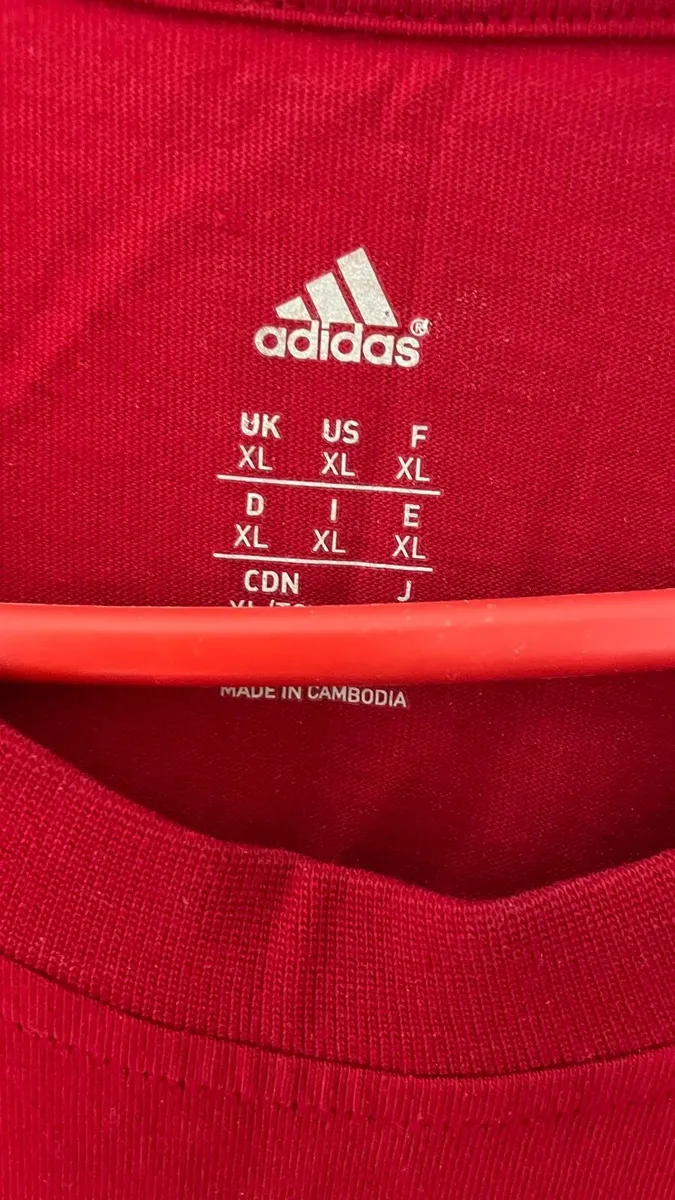 adidas®
UK US F
XL XL XL
D I E
XL XL XL
CDN J
MADE IN CAMBODIA